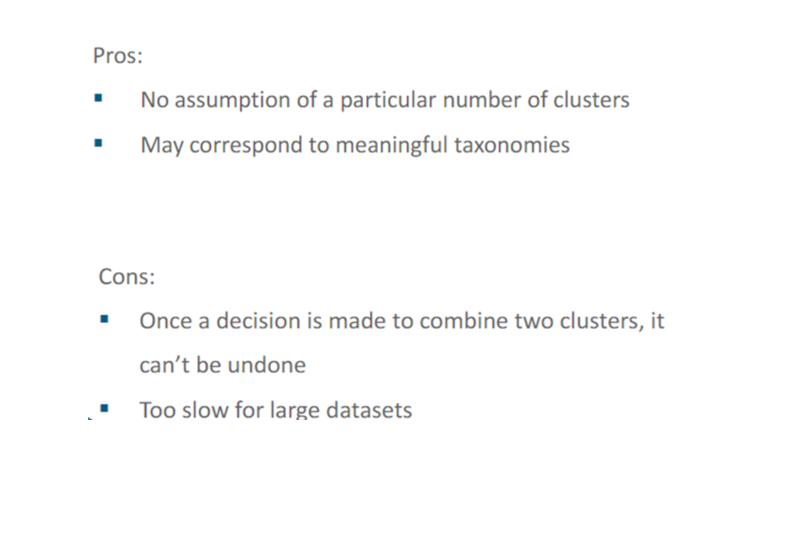 Pros:
▪ No assumption of a particular number of clusters
▪ May correspond to meaningful taxonomies
Cons:
▪ Once a decision is made to combine two clusters, it
can’t be undone
▪ Too slow for large datasets